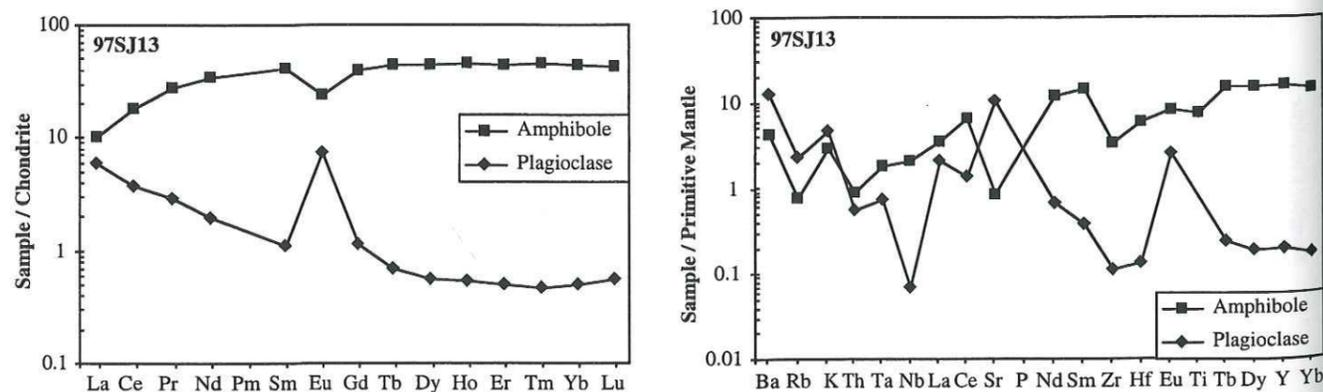 100
97SJ13
10
1
0.1
Sample / Chondrite
Amphibole
Plagioclase
La Ce Pr Nd Pm Sm Eu Gd Tb Dy Ho Er Tm Yb Lu
100
97SJ13
10
1
0.1
0.01
Sample / Primitive Mantle
Amphibole
Plagioclase
Ba Rb K Th Ta Nb La Ce Sr P Nd Sm Zr Hf Eu Ti Tb Dy Y Yb